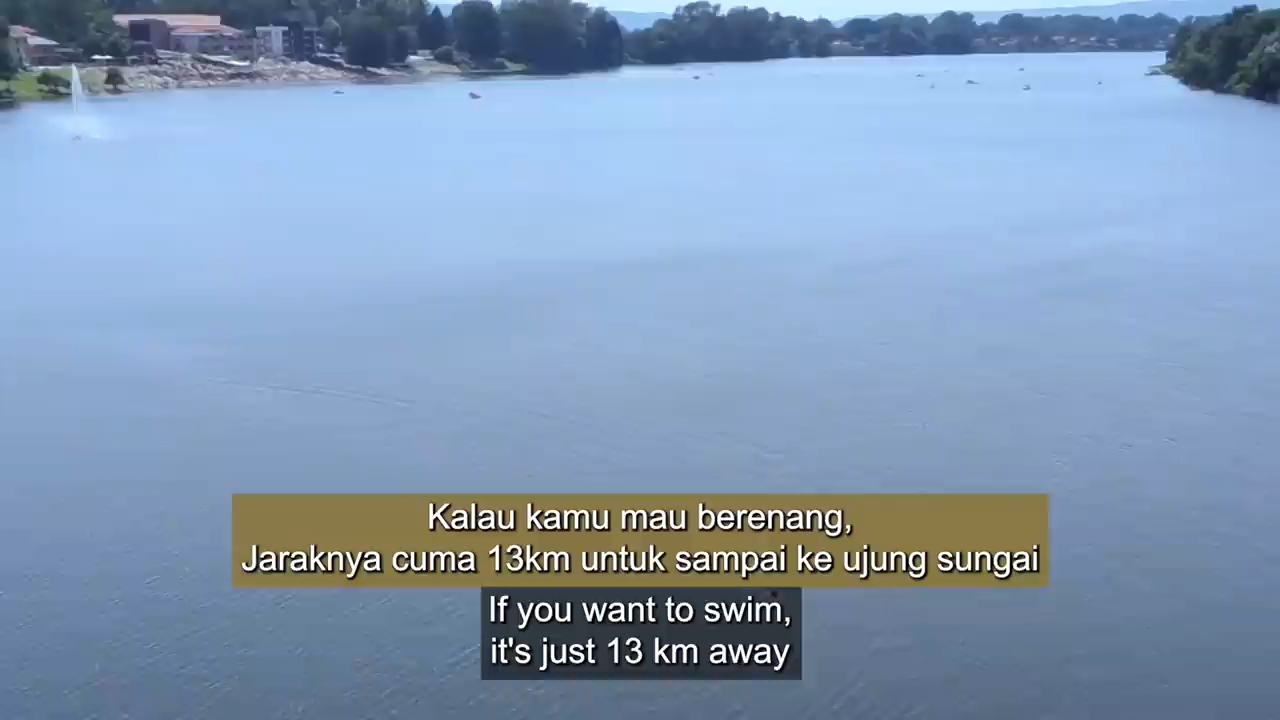 Kalau kamu mau berenang,
Jaraknya cuma 13km untuk sampai ke ujung sungai
If you want to swim,
it's just 13 km away